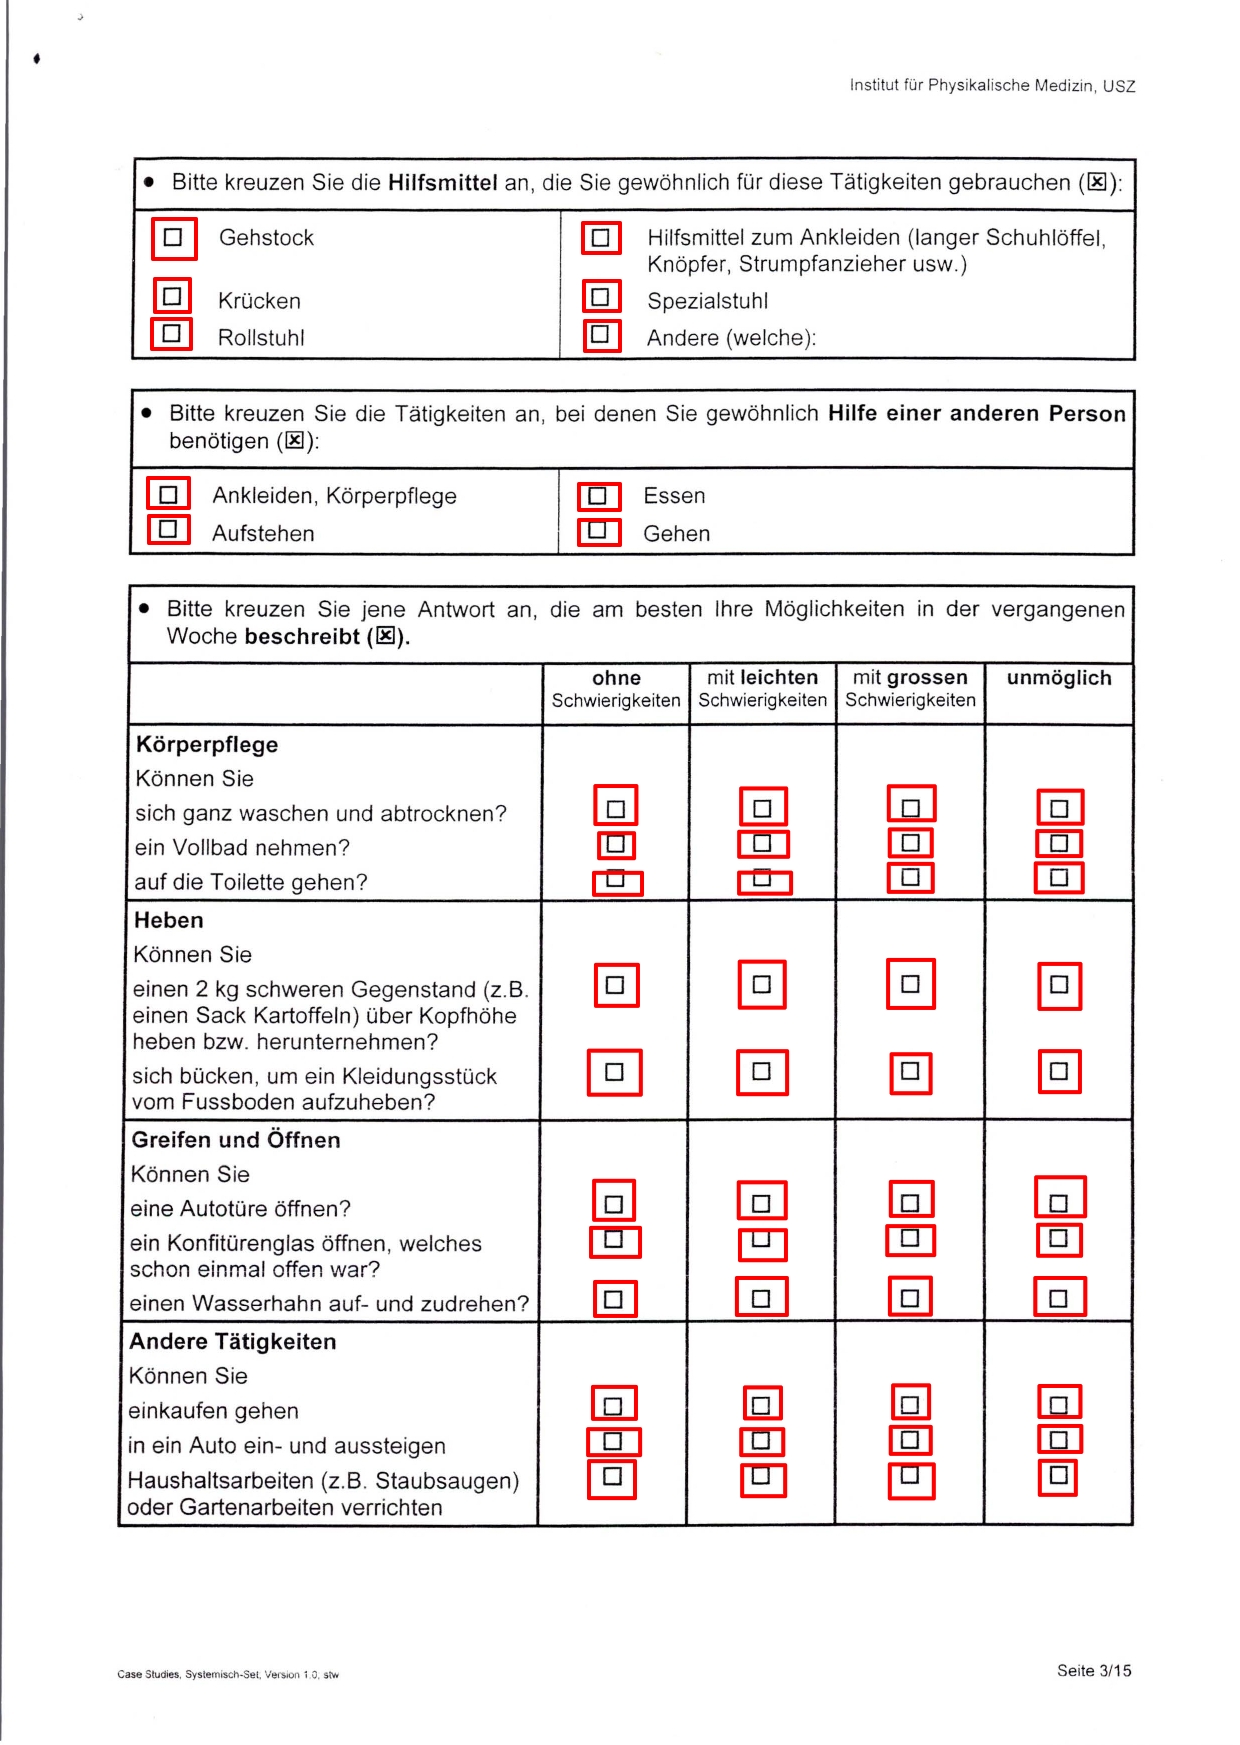 Institut für Physikalische Medizin, USZ
● Bitte kreuzen Sie die Hilfsmittel an, die Sie gewöhnlich für diese Tätigkeiten gebrauchen (☒):
☐ Gehstock
☐ Krücken
☐ Rollstuhl
☐ Hilfsmittel zum Ankleiden (langer Schuhlöffel,
Knöpfer, Strumpfanzieher usw.)
☐ Spezialstuhl
☐ Andere (welche):
● Bitte kreuzen Sie die Tätigkeiten an, bei denen Sie gewöhnlich Hilfe einer anderen Person
benötigen (☒):
☐ Ankleiden, Körperpflege
☐ Aufstehen
☐ Essen
☐ Gehen
● Bitte kreuzen Sie jene Antwort an, die am besten Ihre Möglichkeiten in der vergangenen
Woche beschreibt (☒).
ohne
Schwierigkeiten
mit leichten
Schwierigkeiten
mit grossen
Schwierigkeiten
unmöglich
Körperpflege
Können Sie
sich ganz waschen und abtrocknen? ☐ ☐ ☐ ☐
ein Vollbad nehmen? ☐ ☐ ☐ ☐
auf die Toilette gehen? ☐ ☐ ☐ ☐
Heben
Können Sie
einen 2 kg schweren Gegenstand (z.B. ☐ ☐ ☐ ☐
einen Sack Kartoffeln) über Kopfhöhe
heben bzw. herunternehmen?
sich bücken, um ein Kleidungsstück ☐ ☐ ☐ ☐
vom Fussboden aufzuheben?
Greifen und Öffnen
Können Sie
eine Autotüre öffnen? ☐ ☐ ☐ ☐
ein Konfitürenglas öffnen, welches ☐ ☐ ☐ ☐
schon einmal offen war?
einen Wasserhahn auf- und zudrehen? ☐ ☐ ☐ ☐
Andere Tätigkeiten
Können Sie
einkaufen gehen ☐ ☐ ☐ ☐
in ein Auto ein- und aussteigen ☐ ☐ ☐ ☐
Haushaltsarbeiten (z.B. Staubsaugen) ☐ ☐ ☐ ☐
oder Gartenarbeiten verrichten
Case Studies, Systemisch-Set, Version 1.0, stw
Seite 3/15